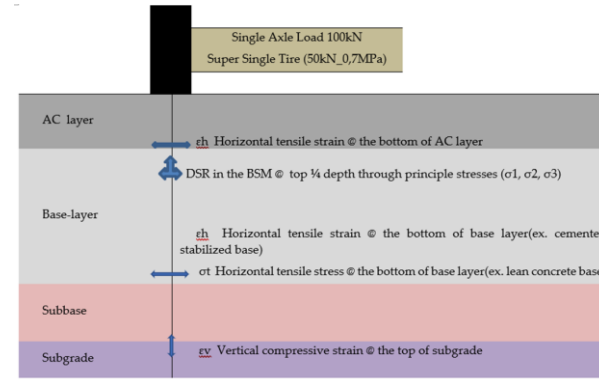 Single Axle Load 100kN
Super Single Tire (50kN_0,7MPa)
AC layer
εh Horizontal tensile strain @ the bottom of AC layer
DSR in the BSM @ top ¼ depth through principle stresses (σ1, σ2, σ3)
Base-layer
εh Horizontal tensile strain @ the bottom of base layer(ex. cemente
stabilized base)
σt Horizontal tensile stress @ the bottom of base layer(ex. lean concrete base
Subbase
εv Vertical compressive strain @ the top of subgrade
Subgrade